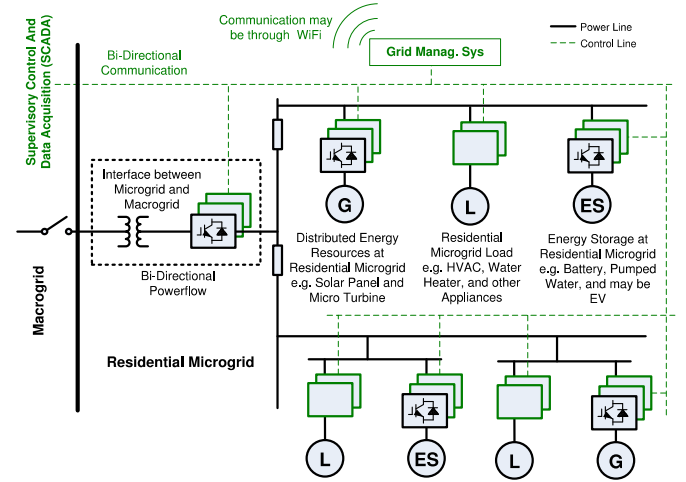 Communication may
be through WiFi
Grid Manag. Sys
Power Line
Control Line
Supervisory Control And
Data Acquisition (SCADA)
Bi-Directional
Communication
Interface between
Microgrid and
Macrogrid
Bi-Directional
Powerflow
Macrogrid
G
L
ES
Distributed Energy
Resources at
Residential Microgrid
e.g. Solar Panel and
Micro Turbine
Residential
Microgrid Load
e.g. HVAC, Water
Heater, and other
Appliances
Energy Storage at
Residential Microgrid
e.g. Battery, Pumped
Water, and may be
EV
Residential Microgrid
L
ES
L
G